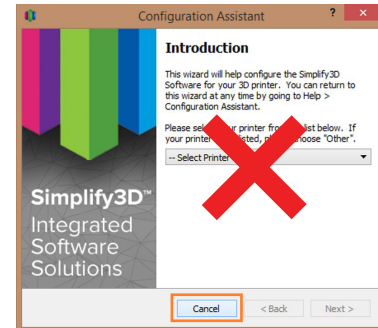 Configuration Assistant ? ×
Introduction
This wizard will help configure the Simplify3D
Software for your 3D printer. You can return to
this wizard at any time by going to Help >
Configuration Assistant.
Please printer list below. If
your printer "Other".
-- Select Printer
Simplify3D™
Integrated
Software
Solutions
Cancel
< Back
Next >